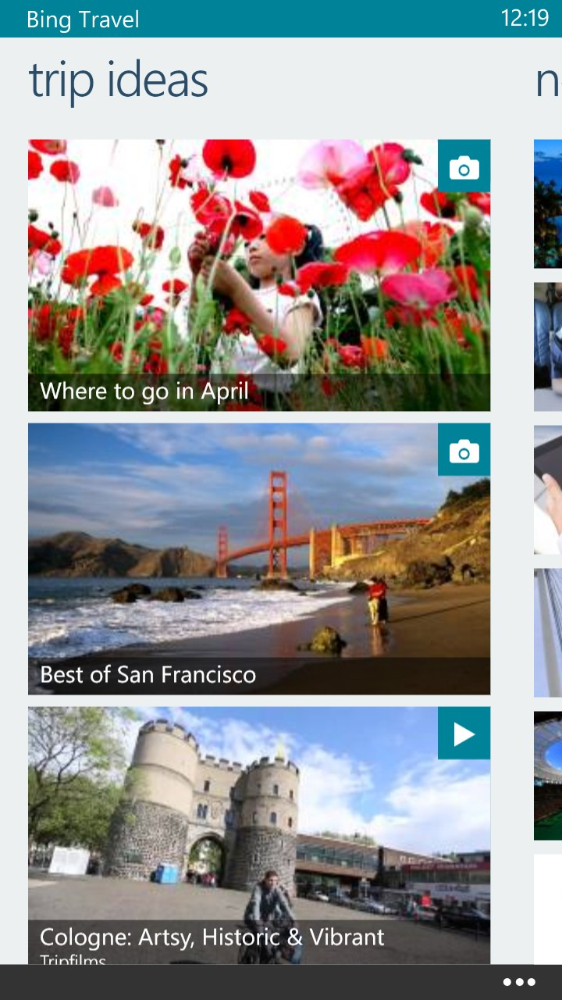 Bing Travel
12:19
trip ideas
n
Where to go in April
Best of San Francisco
Cologne: Artsy, Historic & Vibrant
Tripfilms